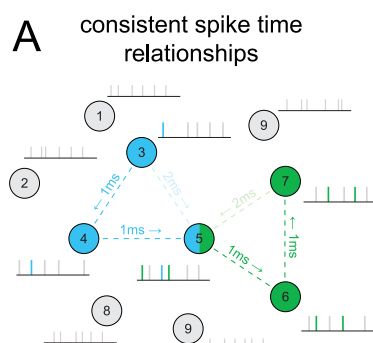 A
consistent spike time
relationships
1
9
3
2
7
← 1ms
2ms →
← 2ms
1ms →
4
5
1ms →
← 1ms
6
8
9